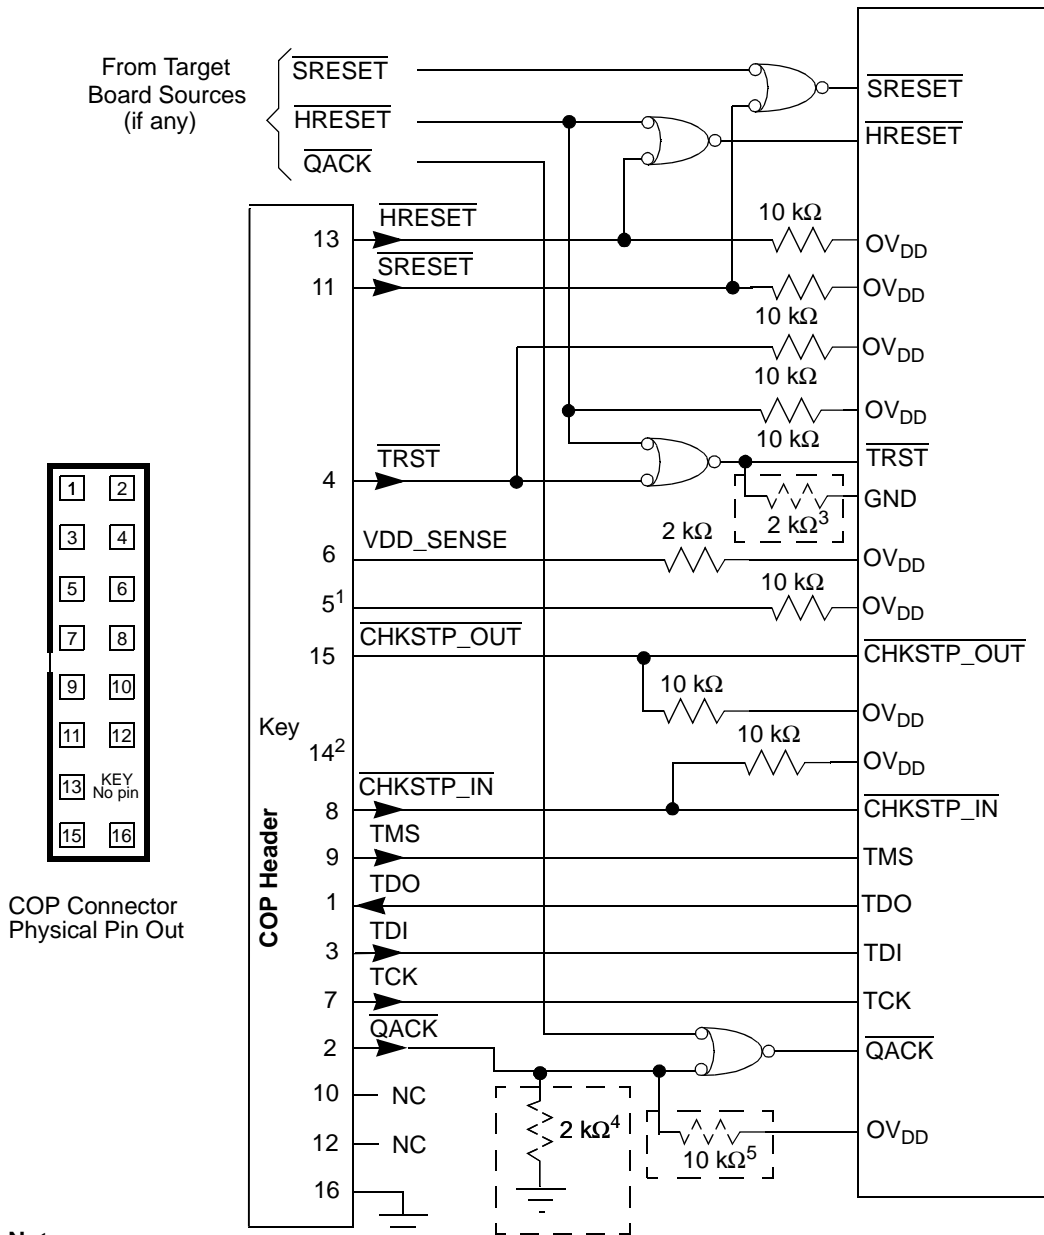 From Target
Board Sources
(if any)
SRESET
HRESET
QACK
SRESET
HRESET
13
HRESET
10 kΩ
OVDD
11
SRESET
10 kΩ
OVDD
10 kΩ
OVDD
10 kΩ
OVDD
4
TRST
TRST
2 kΩ3
GND
6
VDD_SENSE
2 kΩ
OVDD
51
10 kΩ
OVDD
15
CHKSTP_OUT
CHKSTP_OUT
10 kΩ
OVDD
Key
142
10 kΩ
OVDD
8
CHKSTP_IN
CHKSTP_IN
9
TMS
TMS
1
TDO
TDO
3
TDI
TDI
7
TCK
TCK
2
QACK
QACK
10
NC
2 kΩ4
10 kΩ5
OVDD
12
NC
16
COP Header
1 2
3 4
5 6
7 8
9 10
11 12
13 KEY
No pin
15 16
COP Connector
Physical Pin Out